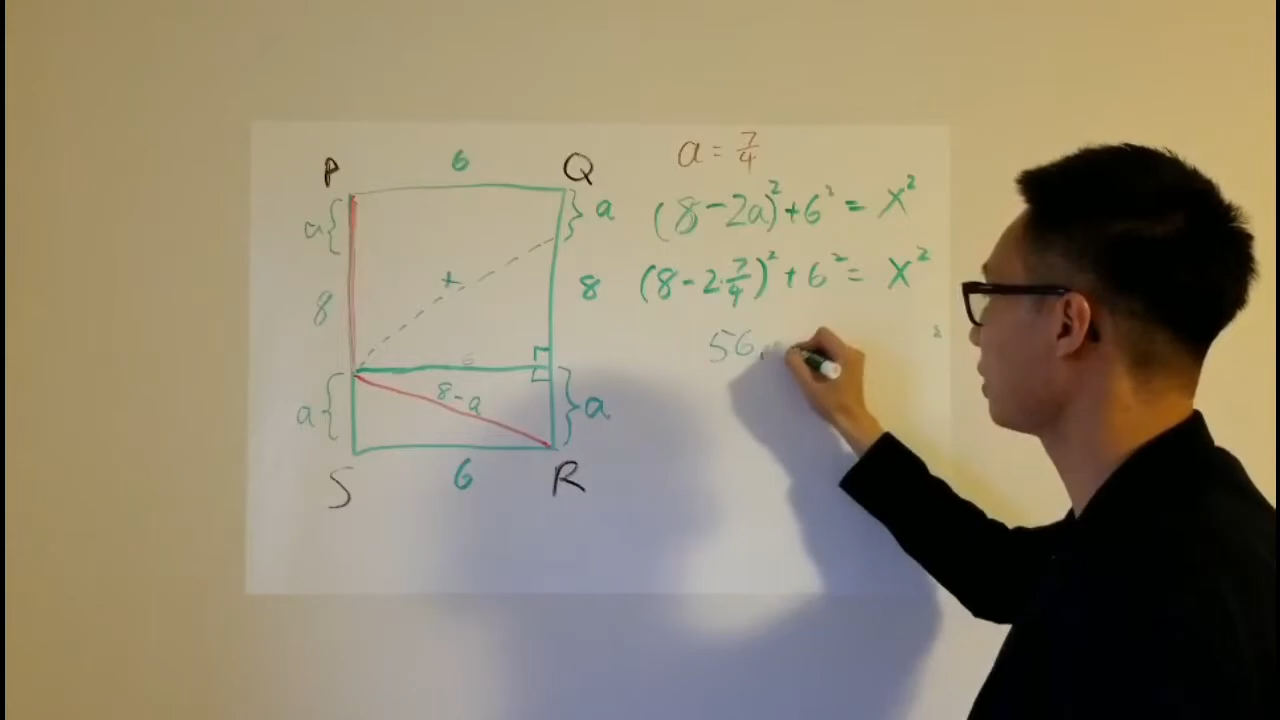 P 6 Q
a a
8 x 8
6
a 8-a a
S 6 R
a = 7/4
(8-2a)² + 6² = x²
(8-2·7/4)² + 6² = x²
56.